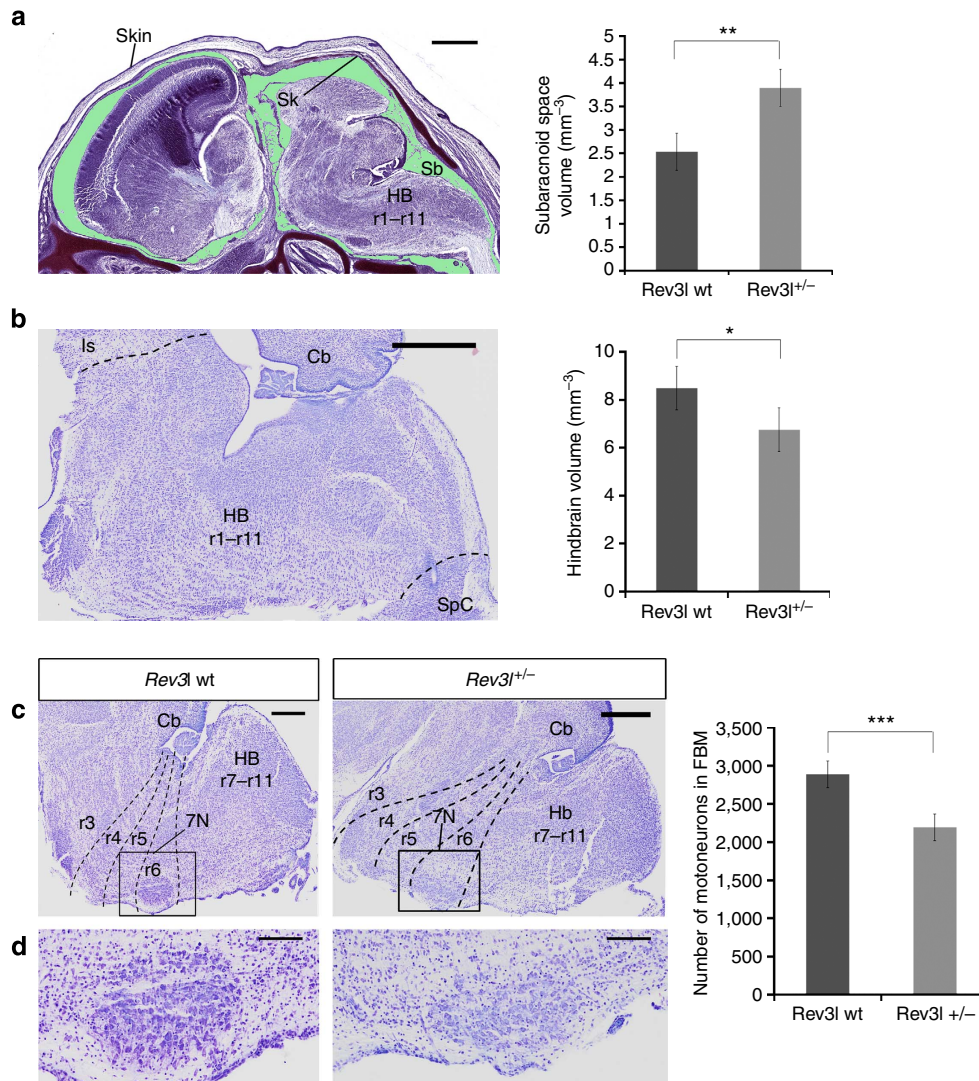 a
Skin
Sk
Sb
HB
r1–r11
Subaracnoid space
volume (mm⁻³)
5
4.5
4
3.5
3
2.5
2
1.5
1
0.5
0
**
Rev3l wt
Rev3l⁺/⁻
b
Is
Cb
HB
r1–r11
SpC
Hindbrain volume (mm⁻³)
10
8
6
4
2
0
*
Rev3l wt
Rev3l⁺/⁻
Rev3l wt
Rev3l⁺/⁻
c
Cb
HB
r7–r11
r3
r4
r5
7N
r6
Cb
r3
Hb
r7–r11
r4
r5
7N
r6
d
Number of motoneurons in FBM
3,500
3,000
2,500
2,000
1,500
1,000
500
0
***
Rev3l wt
Rev3l +/–